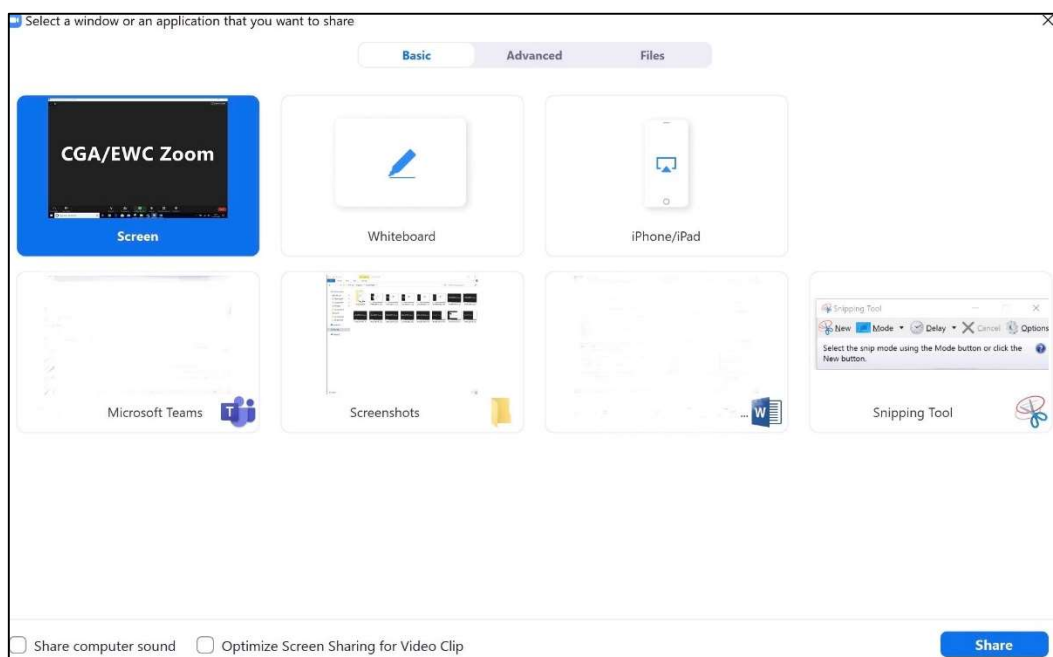 Select a window or an application that you want to share
Basic Advanced Files
CGA/EWC Zoom
Screen Whiteboard iPhone/iPad
Snipping Tool
New Mode Delay Cancel Options
Select the snip mode using the Mode button or click the
New button.
Microsoft Teams Screenshots ... Snipping Tool
Share computer sound Optimize Screen Sharing for Video Clip Share